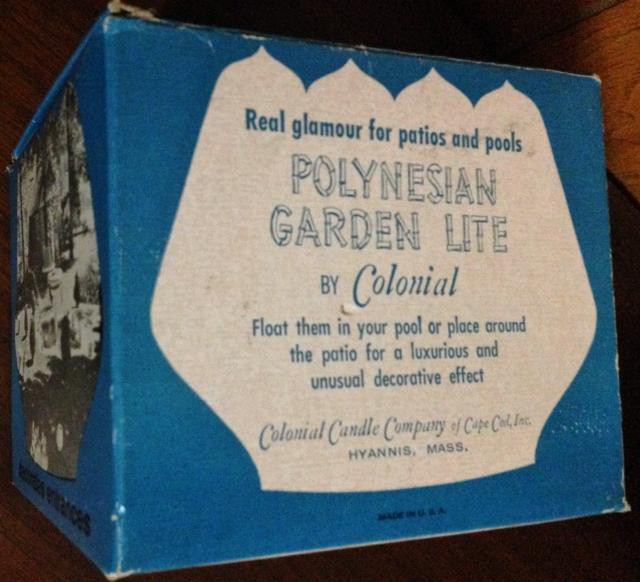 Real glamour for patios and pools
POLYNESIAN
GARDEN LITE
BY Colonial
Float them in your pool or place around
the patio for a luxurious and
unusual decorative effect
Colonial Candle Company of Cape Cod, Inc.
HYANNIS, MASS.
MADE IN U. S. A.
entrances